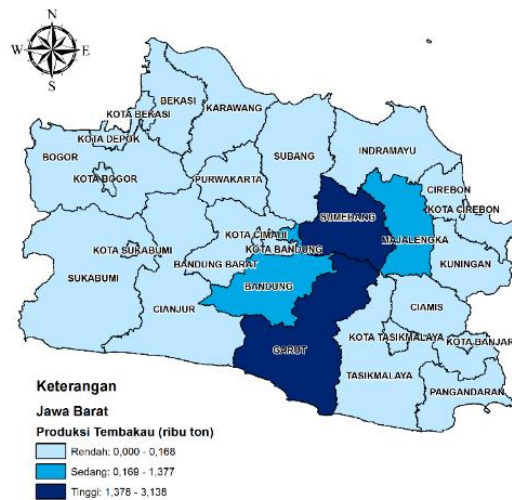 N
W E
S
BEKASI
KOTA BEKASI
KARAWANG
KOTA DEPOK
BOGOR
KOTA BOGOR
PURWAKARTA
SUBANG
INDRAMAYU
CIREBON
KOTA CIREBON
SUMEDANG
MAJALENGKA
KUNINGAN
KOTA CIMAHI
KOTA BANDUNG
BANDUNG BARAT
BANDUNG
KOTA SUKABUMI
SUKABUMI
CIANJUR
GARUT
CIAMIS
KOTA TASIKMALAYA
KOTA BANJAR
TASIKMALAYA
PANGANDARAN
Keterangan
Jawa Barat
Produksi Tembakau (ribu ton)
Rendah: 0,000 - 0,168
Sedang: 0,169 - 1,377
Tinggi: 1,378 - 3,138